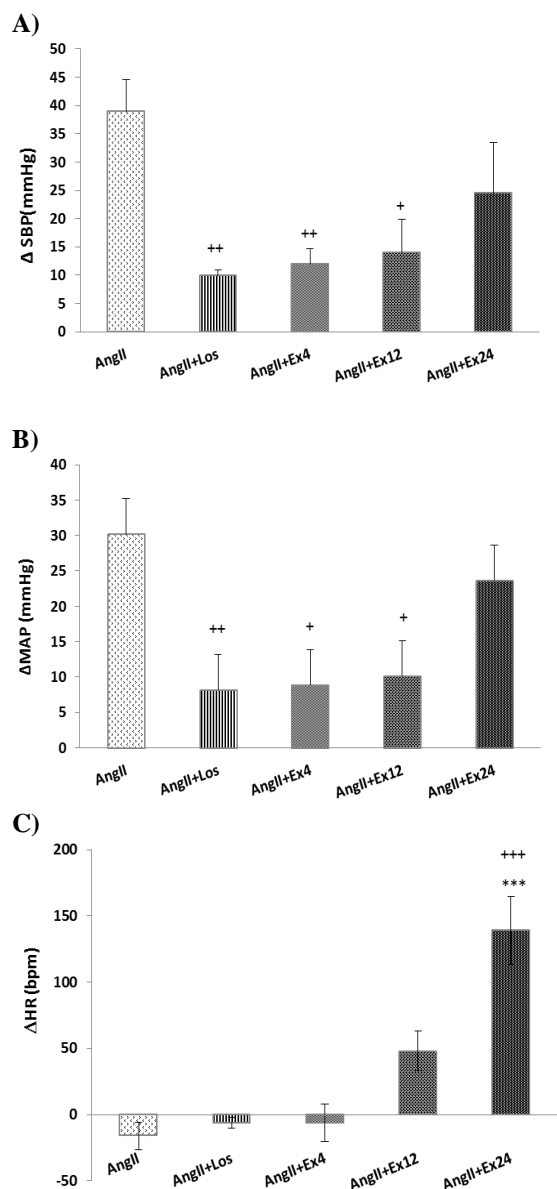 A)
50
45
40
35
30
25
20
15
10
5
0
Δ SBP(mmHg)
++
++
+
AngII
AngII+Los
AngII+Ex4
AngII+Ex12
AngII+Ex24
B)
40
35
30
25
20
15
10
5
0
ΔMAP (mmHg)
++
+
+
AngII
AngII+Los
AngII+Ex4
AngII+Ex12
AngII+Ex24
C)
200
150
100
50
0
-50
ΔHR (bpm)
+++
***
AngII
AngII+Los
AngII+Ex4
AngII+Ex12
AngII+Ex24